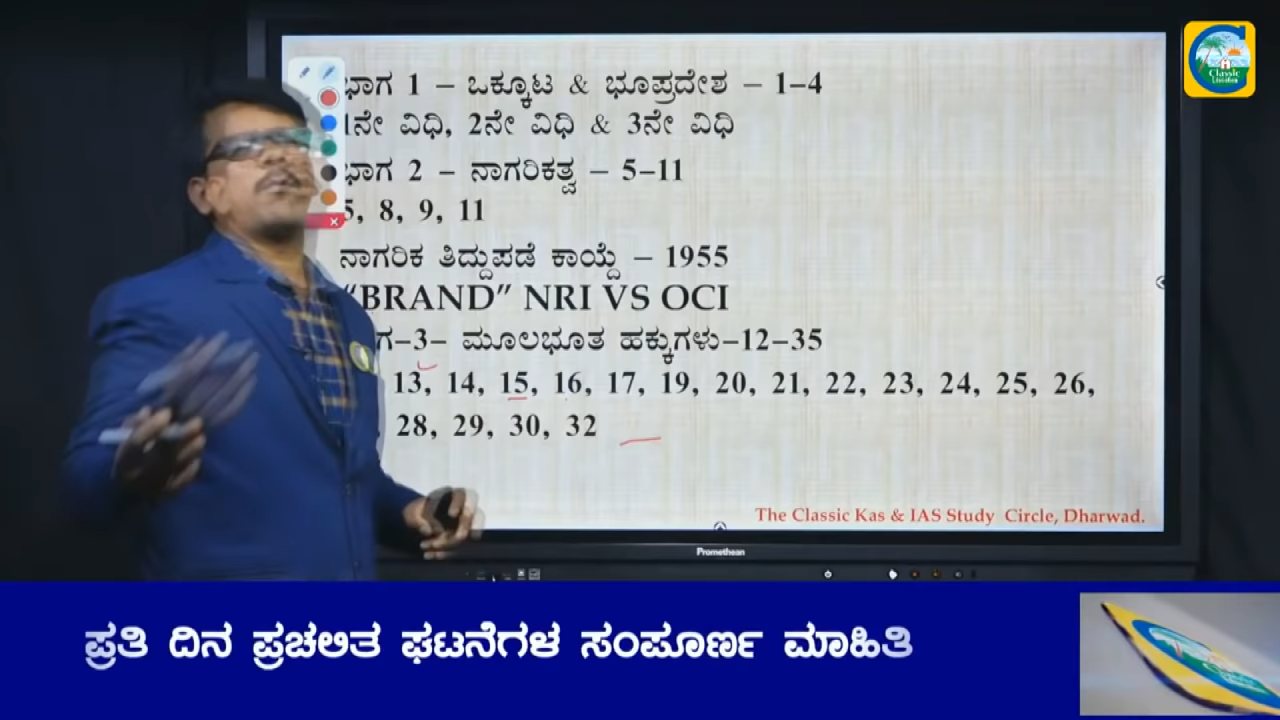 ಭಾಗ 1 – ಒಕ್ಕೂಟ & ಭೂಪ್ರದೇಶ – 1–4
1ನೇ ವಿಧಿ, 2ನೇ ವಿಧಿ & 3ನೇ ವಿಧಿ
ಭಾಗ 2 – ನಾಗರಿಕತ್ವ – 5–11
5, 8, 9, 11
ನಾಗರಿಕ ತಿದ್ದುಪಡೆ ಕಾಯ್ದೆ – 1955
“BRAND” NRI VS OCI
ಗ–3– ಮೂಲಭೂತ ಹಕ್ಕುಗಳು–12–35
13, 14, 15, 16, 17, 19, 20, 21, 22, 23, 24, 25, 26,
28, 29, 30, 32
The Classic Kas & IAS Study Circle, Dharwad.
Promethean
Classic
ಪ್ರತಿ ದಿನ ಪ್ರಚಲಿತ ಘಟನೆಗಳ ಸಂಪೂರ್ಣ ಮಾಹಿತಿ